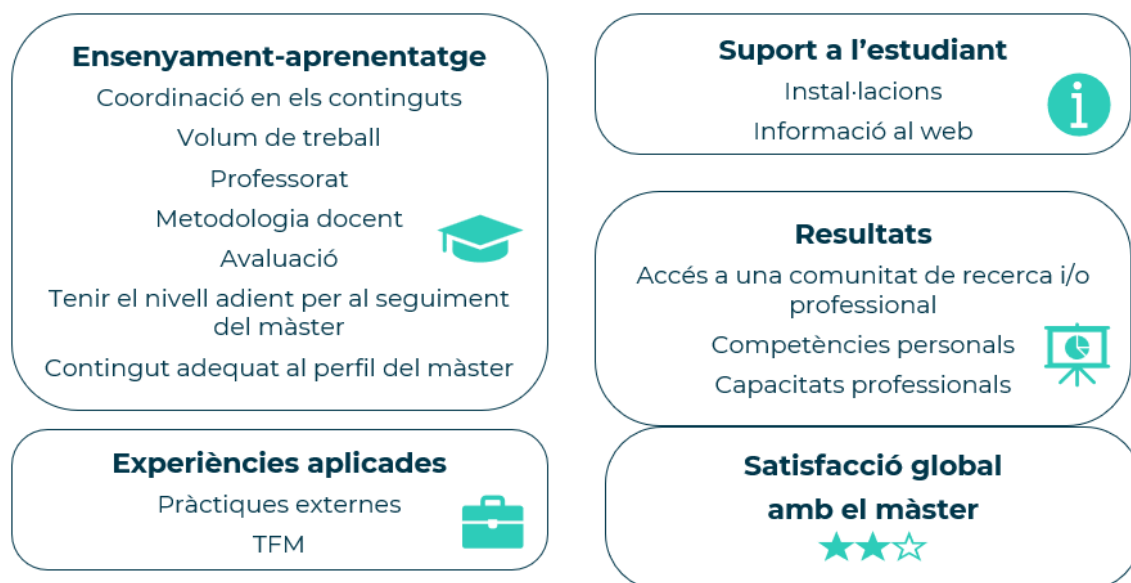 Ensenyament-aprenentatge
Coordinació en els continguts
Volum de treball
Professorat
Metodologia docent
Avaluació
Tenir el nivell adient per al seguiment
del màster
Contingut adequat al perfil del màster
Experiències aplicades
Pràctiques externes
TFM
Suport a l’estudiant
Instal·lacions
Informació al web
Resultats
Accés a una comunitat de recerca i/o
professional
Competències personals
Capacitats professionals
Satisfacció global
amb el màster